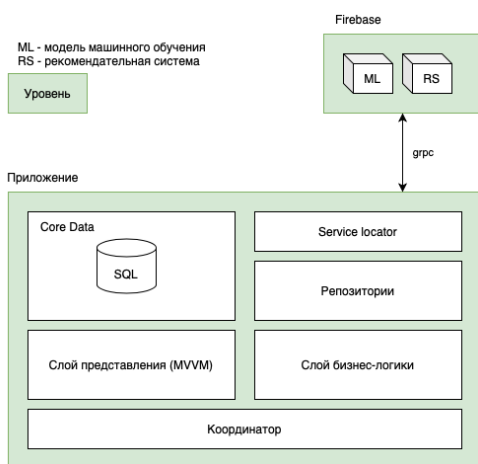 Firebase
ML - модель машинного обучения
RS - рекомендательная система
Уровень
ML
RS
grpc
Приложение
Core Data
SQL
Service locator
Репозитории
Слой представления (MVVM)
Слой бизнес-логики
Координатор